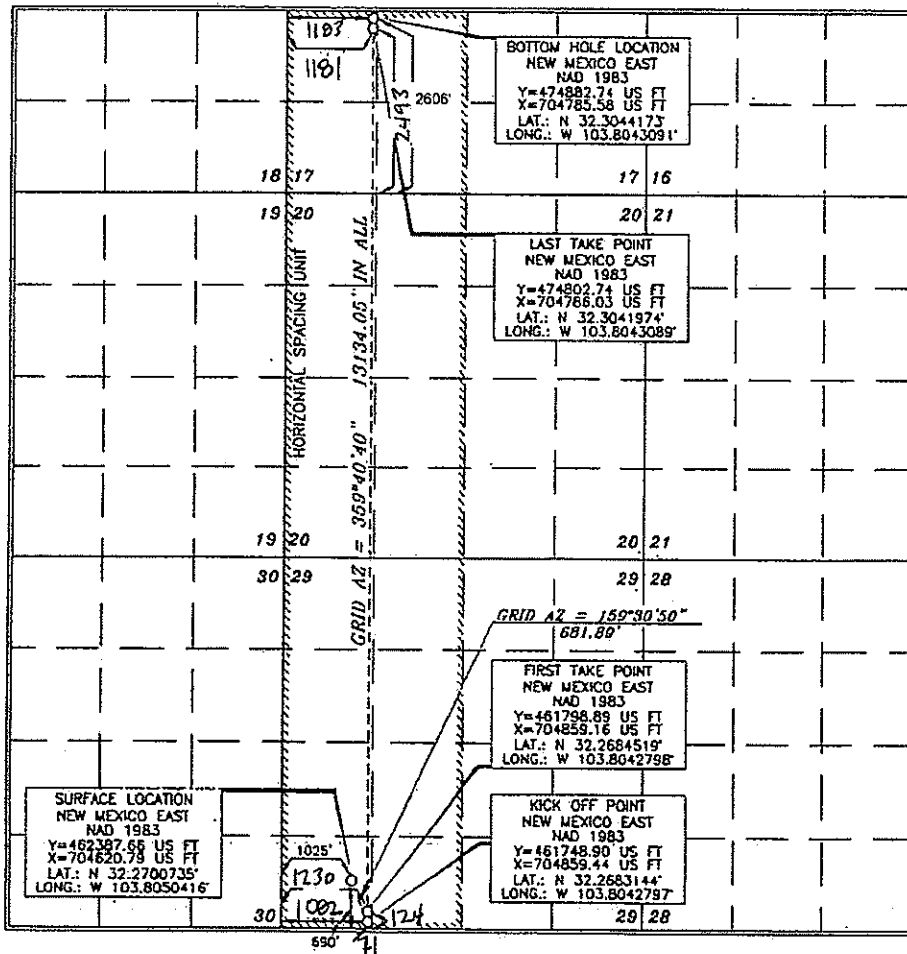 1183
1181
2493
2606'
BOTTOM HOLE LOCATION
NEW MEXICO EAST
NAD 1983
Y=474882.74 US FT
X=704785.58 US FT
LAT.: N 32.3044173°
LONG.: W 103.8043091°
18 17
17 16
19 20
20 21
LAST TAKE POINT
NEW MEXICO EAST
NAD 1983
Y=474802.74 US FT
X=704786.03 US FT
LAT.: N 32.3041974°
LONG.: W 103.8043089°
HORIZONTAL SPACING UNIT
GRID AZ = 359°40'40" 13134.05' IN ALL
19 20
20 21
30 29
29 28
GRID AZ = 159°30'50"
681.89'
FIRST TAKE POINT
NEW MEXICO EAST
NAD 1983
Y=461798.89 US FT
X=704859.16 US FT
LAT.: N 32.2684519°
LONG.: W 103.8042798°
SURFACE LOCATION
NEW MEXICO EAST
NAD 1983
Y=462387.66 US FT
X=704620.79 US FT
LAT.: N 32.2700735°
LONG.: W 103.8050416°
KICK OFF POINT
NEW MEXICO EAST
NAD 1983
Y=461748.90 US FT
X=704859.44 US FT
LAT.: N 32.2683144°
LONG.: W 103.8042797°
1025'
1230
1002
124
30
29 28
690'
71